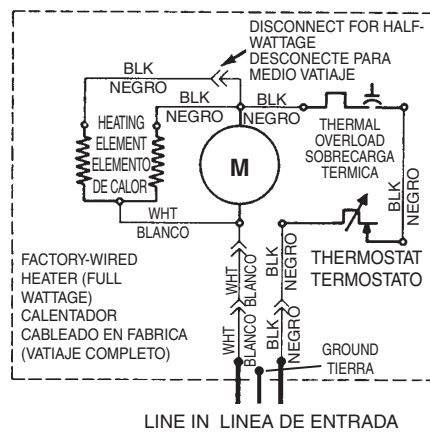 DISCONNECT FOR HALF-
WATTAGE
DESCONECTE PARA
MEDIO VATIAJE
BLK
NEGRO
BLK
NEGRO
BLK
NEGRO
HEATING
ELEMENT
ELEMENTO
DE CALOR
THERMAL
OVERLOAD
SOBRECARGA
TERMICA
M
BLK
NEGRO
WHT
BLANCO
THERMOSTAT
TERMOSTATO
FACTORY-WIRED
HEATER (FULL
WATTAGE)
CALENTADOR
CABLEADO EN FABRICA
(VATIAJE COMPLETO)
WHT
BLANCO
BLK
NEGRO
WHT
BLANCO
BLK
NEGRO
GROUND
TIERRA
LINE IN LINEA DE ENTRADA